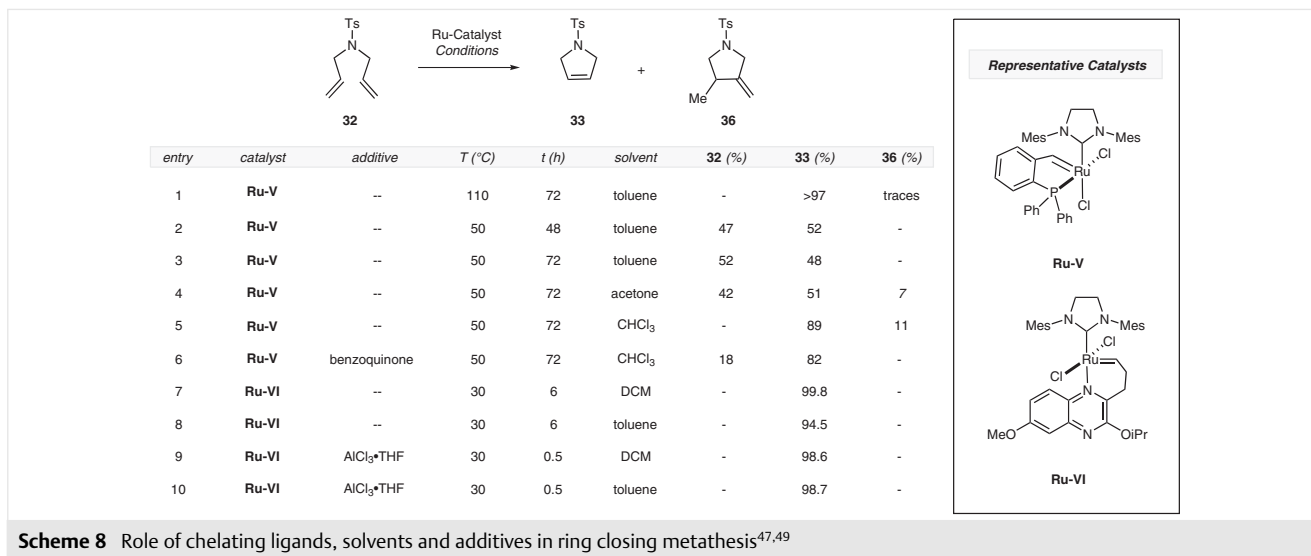 Ts
N
32
Ru-Catalyst
Conditions
Ts
N
33
+
Ts
N
Me
36
entry catalyst additive T (°C) t (h) solvent 32 (%) 33 (%) 36 (%)
1 Ru-V -- 110 72 toluene - >97 traces
2 Ru-V -- 50 48 toluene 47 52 -
3 Ru-V -- 50 72 toluene 52 48 -
4 Ru-V -- 50 72 acetone 42 51 7
5 Ru-V -- 50 72 CHCl₃ - 89 11
6 Ru-V benzoquinone 50 72 CHCl₃ 18 82 -
7 Ru-VI -- 30 6 DCM - 99.8 -
8 Ru-VI -- 30 6 toluene - 94.5 -
9 Ru-VI AlCl₃•THF 30 0.5 DCM - 98.6 -
10 Ru-VI AlCl₃•THF 30 0.5 toluene - 98.7 -
Representative Catalysts
Mes N N Mes
Cl
Ru
P Cl
Ph Ph
Ru-V
Mes N N Mes
Cl
Ru
Cl
N
MeO N OiPr
Ru-VI
Scheme 8 Role of chelating ligands, solvents and additives in ring closing metathesis⁴⁷,⁴⁹